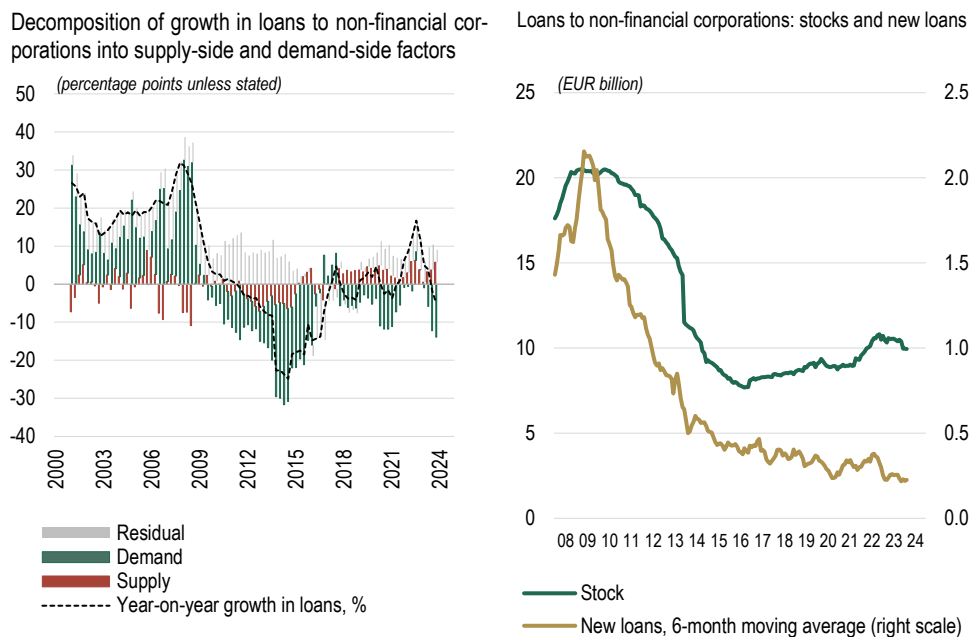 Decomposition of growth in loans to non-financial cor-
porations into supply-side and demand-side factors
(percentage points unless stated)
50
40
30
20
10
0
-10
-20
-30
-40
2000
2003
2006
2009
2012
2015
2018
2021
2024
Residual
Demand
Supply
Year-on-year growth in loans, %
Loans to non-financial corporations: stocks and new loans
(EUR billion)
25
20
15
10
5
0
2.5
2.0
1.5
1.0
0.5
0.0
08 09 10 11 12 13 14 15 16 17 18 19 20 21 22 23 24
Stock
New loans, 6-month moving average (right scale)